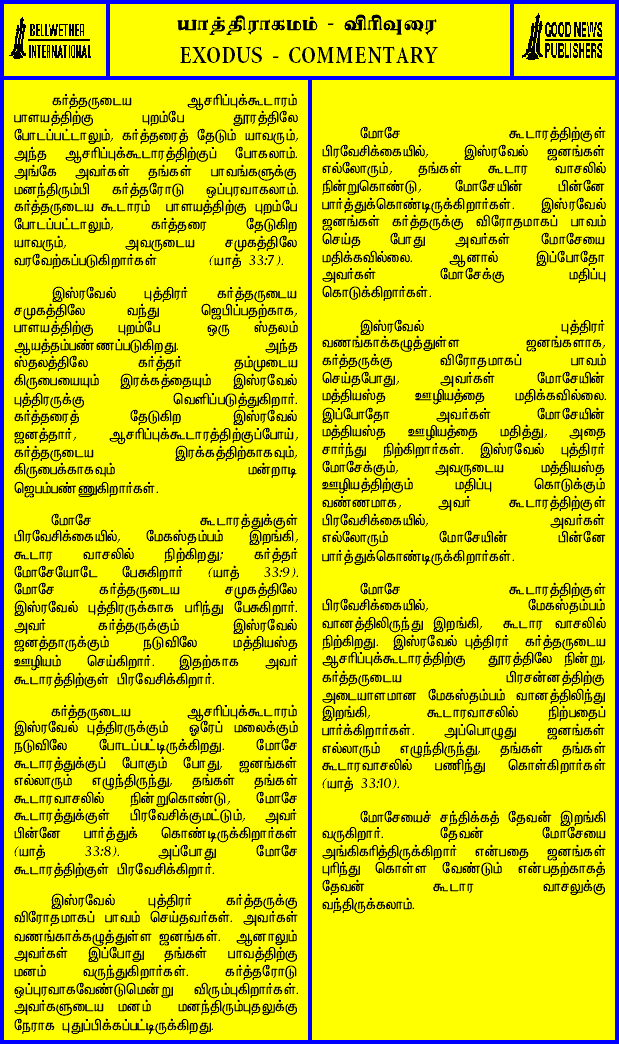 BELLWETHER
INTERNATIONAL
யாத்திராகமம் - விரிவுரை
EXODUS - COMMENTARY
GOOD NEWS
PUBLISHERS
கர்த்தருடைய ஆசரிப்புக்கூடாரம்
பாளயத்திற்கு புறம்பே தூரத்திலே
போடப்பட்டாலும், கர்த்தரைத் தேடும் யாவரும்,
அந்த ஆசரிப்புக்கூடாரத்திற்குப் போகலாம்.
அங்கே அவர்கள் தங்கள் பாவங்களுக்கு
மனந்திரும்பி கர்த்தரோடு ஒப்புரவாகலாம்.
கர்த்தருடைய கூடாரம் பாளயத்திற்கு புறம்பே
போடப்பட்டாலும், கர்த்தரை தேடுகிற
யாவரும், அவருடைய சமுகத்திலே
வரவேற்கப்படுகிறார்கள் (யாத் 33:7).
இஸ்ரவேல் புத்திரர் கர்த்தருடைய
சமுகத்திலே வந்து ஜெபிப்பதற்காக,
பாளயத்திற்கு புறம்பே ஒரு ஸ்தலம்
ஆயத்தம்பண்ணப்படுகிறது. அந்த
ஸ்தலத்திலே கர்த்தர் தம்முடைய
கிருபையையும் இரக்கத்தையும் இஸ்ரவேல்
புத்திரருக்கு வெளிப்படுத்துகிறார்.
கர்த்தரைத் தேடுகிற இஸ்ரவேல்
ஜனத்தார், ஆசரிப்புக்கூடாரத்திற்குப்போய்,
கர்த்தருடைய இரக்கத்திற்காகவும்,
கிருபைக்காகவும் மன்றாடி
ஜெபம்பண்ணுகிறார்கள்.
மோசே கூடாரத்துக்குள்
பிரவேசிக்கையில், மேகஸ்தம்பம் இறங்கி,
கூடார வாசலில் நிற்கிறது; கர்த்தர்
மோசேயோடே பேசுகிறார் (யாத் 33:9).
மோசே கர்த்தருடைய சமுகத்திலே
இஸ்ரவேல் புத்திரருக்காக பரிந்து பேசுகிறார்.
அவர் கர்த்தருக்கும் இஸ்ரவேல்
ஜனத்தாருக்கும் நடுவிலே மத்தியஸ்த
ஊழியம் செய்கிறார். இதற்காக அவர்
கூடாரத்திற்குள் பிரவேசிக்கிறார்.
கர்த்தருடைய ஆசரிப்புக்கூடாரம்
இஸ்ரவேல் புத்திரருக்கும் ஓரேப் மலைக்கும்
நடுவிலே போடப்பட்டிருக்கிறது. மோசே
கூடாரத்துக்குப் போகும் போது, ஜனங்கள்
எல்லாரும் எழுந்திருந்து, தங்கள் தங்கள்
கூடாரவாசலில் நின்றுகொண்டு, மோசே
கூடாரத்துக்குள் பிரவேசிக்குமட்டும், அவர்
பின்னே பார்த்துக் கொண்டிருக்கிறார்கள்
(யாத் 33:8). அப்போது மோசே
கூடாரத்திற்குள் பிரவேசிக்கிறார்.
இஸ்ரவேல் புத்திரர் கர்த்தருக்கு
விரோதமாகப் பாவம் செய்தவர்கள். அவர்கள்
வணங்காக்கழுத்துள்ள ஜனங்கள். ஆனாலும்
அவர்கள் இப்போது தங்கள் பாவத்திற்கு
மனம் வருந்துகிறார்கள். கர்த்தரோடு
ஒப்புரவாகவேண்டுமென்று விரும்புகிறார்கள்.
அவர்களுடைய மனம் மனந்திரும்புதலுக்கு
நேராக புதுப்பிக்கப்பட்டிருக்கிறது.
மோசே கூடாரத்திற்குள்
பிரவேசிக்கையில், இஸ்ரவேல் ஜனங்கள்
எல்லோரும், தங்கள் கூடார வாசலில்
நின்றுகொண்டு, மோசேயின் பின்னே
பார்த்துக்கொண்டிருக்கிறார்கள். இஸ்ரவேல்
ஜனங்கள் கர்த்தருக்கு விரோதமாகப் பாவம்
செய்த போது அவர்கள் மோசேயை
மதிக்கவில்லை. ஆனால் இப்போதோ
அவர்கள் மோசேக்கு மதிப்பு
கொடுக்கிறார்கள்.
இஸ்ரவேல் புத்திரர்
வணங்காக்கழுத்துள்ள ஜனங்களாக,
கர்த்தருக்கு விரோதமாகப் பாவம்
செய்தபோது, அவர்கள் மோசேயின்
மத்தியஸ்த ஊழியத்தை மதிக்கவில்லை.
இப்போதோ அவர்கள் மோசேயின்
மத்தியஸ்த ஊழியத்தை மதித்து, அதை
சார்ந்து நிற்கிறார்கள். இஸ்ரவேல் புத்திரர்
மோசேக்கும், அவருடைய மத்தியஸ்த
ஊழியத்திற்கும் மதிப்பு கொடுக்கும்
வண்ணமாக, அவர் கூடாரத்திற்குள்
பிரவேசிக்கையில், அவர்கள்
எல்லோரும் மோசேயின் பின்னே
பார்த்துக்கொண்டிருக்கிறார்கள்.
மோசே கூடாரத்திற்குள்
பிரவேசிக்கையில், மேகஸ்தம்பம்
வானத்திலிருந்து இறங்கி, கூடார வாசலில்
நிற்கிறது. இஸ்ரவேல் புத்திரர் கர்த்தருடைய
ஆசரிப்புக்கூடாரத்திற்கு தூரத்திலே நின்று,
கர்த்தருடைய பிரசன்னத்திற்கு
அடையாளமான மேகஸ்தம்பம் வானத்திலிந்து
இறங்கி, கூடாரவாசலில் நிற்பதைப்
பார்க்கிறார்கள். அப்பொழுது ஜனங்கள்
எல்லாரும் எழுந்திருந்து, தங்கள் தங்கள்
கூடாரவாசலில் பணிந்து கொள்கிறார்கள்
(யாத் 33:10).
மோசேயைச் சந்திக்கத் தேவன் இறங்கி
வருகிறார். தேவன் மோசேயை
அங்கிகரித்திருக்கிறார் என்பதை ஜனங்கள்
புரிந்து கொள்ள வேண்டும் என்பதற்காகத்
தேவன் கூடார வாசலுக்கு
வந்திருக்கலாம்.